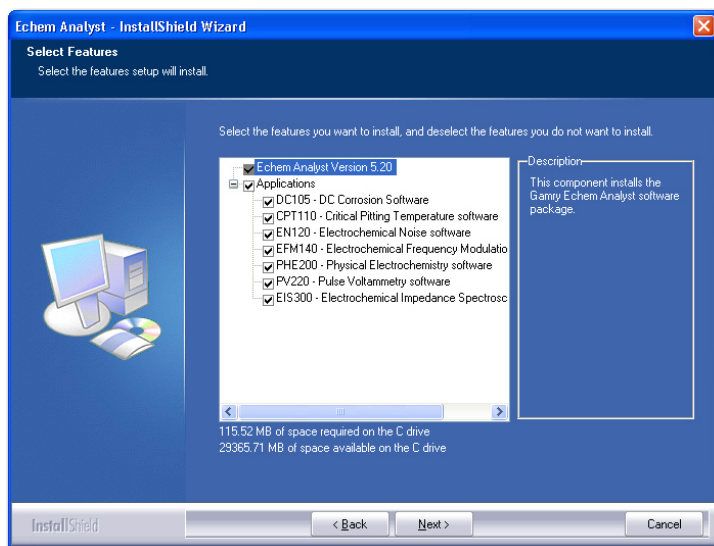 Echem Analyst - InstallShield Wizard
Select Features
Select the features setup will install.
Select the features you want to install, and deselect the features you do not want to install.
Echem Analyst Version 5.20
Applications
DC105 - DC Corrosion Software
CPT110 - Critical Pitting Temperature software
EN120 - Electrochemical Noise software
EFM140 - Electrochemical Frequency Modulatio
PHE200 - Physical Electrochemistry software
PV220 - Pulse Voltammetry software
EIS300 - Electrochemical Impedance Spectrosc
Description
This component installs the
Gamry Echem Analyst software
package.
115.52 MB of space required on the C drive
29365.71 MB of space available on the C drive
InstallShield
< Back
Next >
Cancel